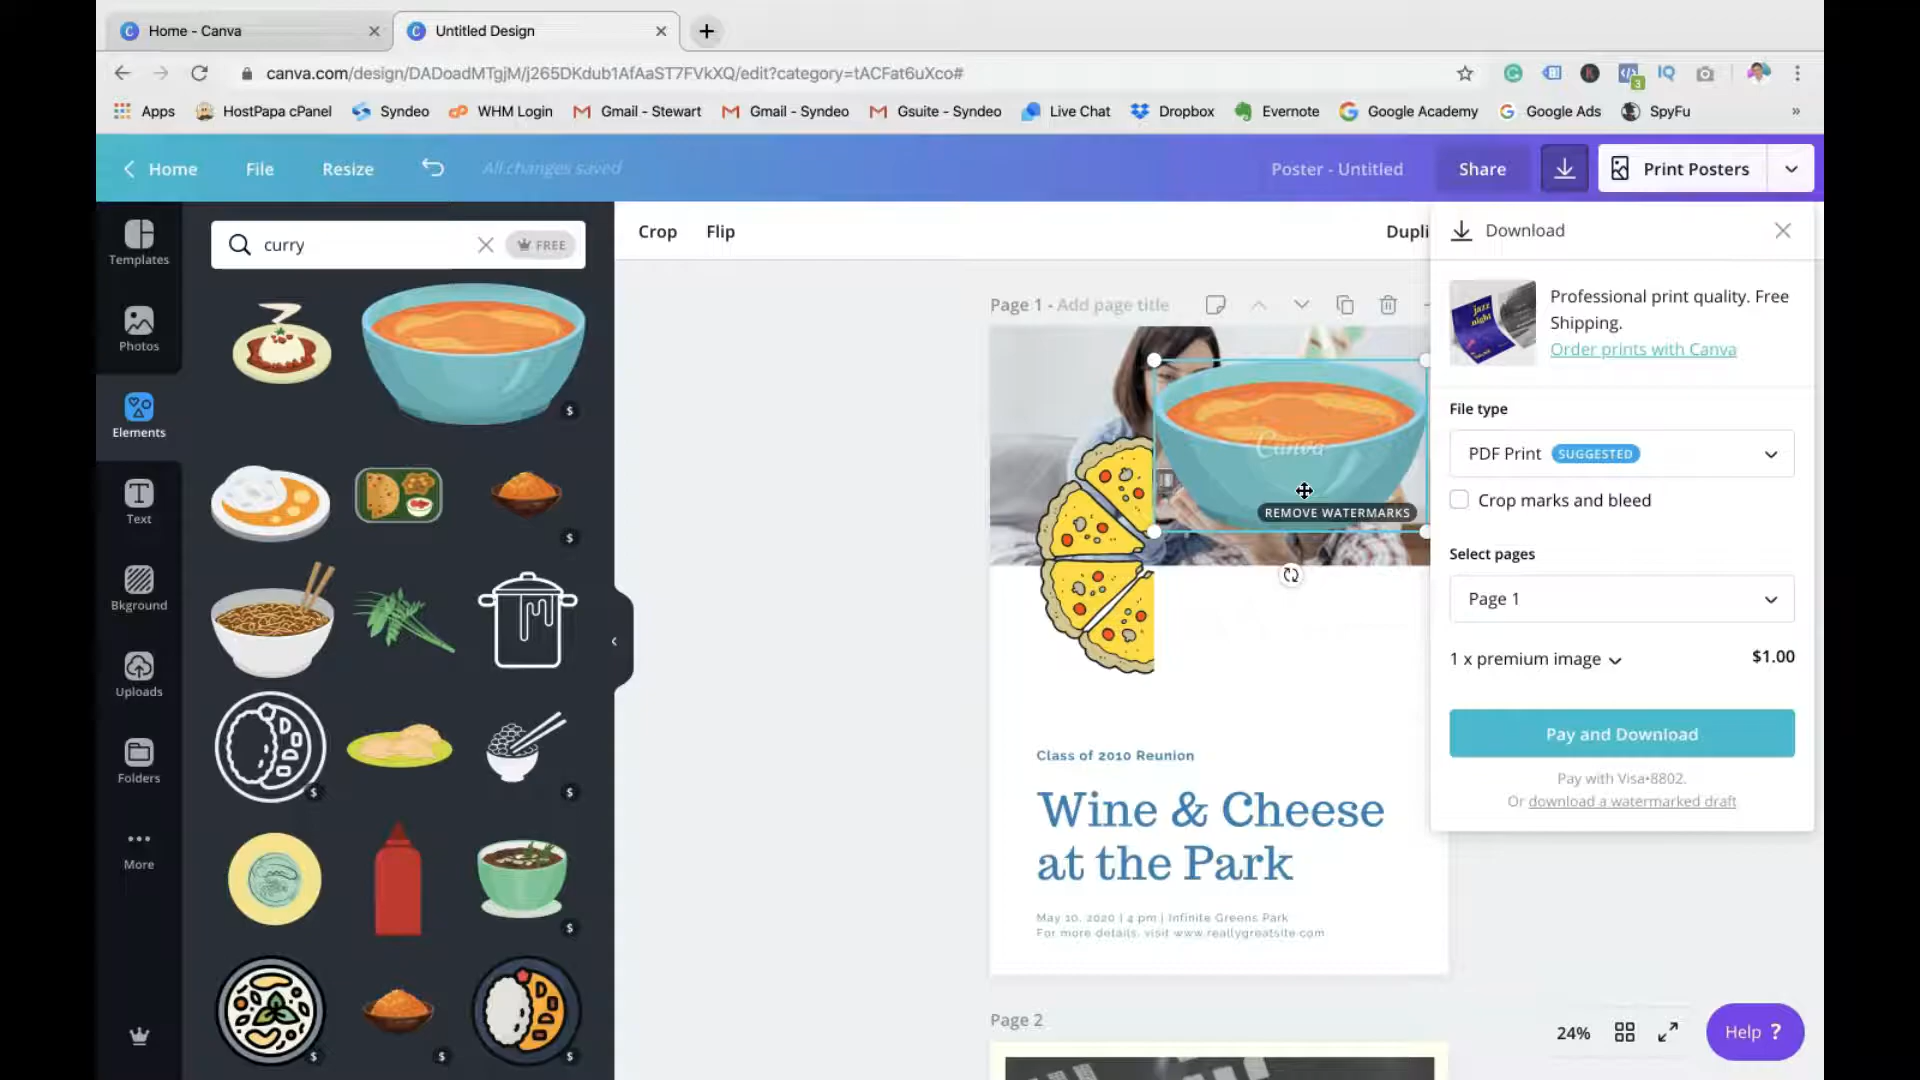 Home - Canva
Untitled Design
canva.com/design/DADoadMTgjM/j265DKdub1AfAaST7FVkXQ/edit?category=tACFat6uXco#
3
IQ
Apps
HostPapa cPanel
Syndeo
WHM Login
Gmail - Stewart
Gmail - Syndeo
Gsuite - Syndeo
Live Chat
Dropbox
Evernote
Google Academy
Google Ads
SpyFu
»
Home
File
Resize
All changes saved
Poster - Untitled
Share
Print Posters
Templates
Photos
Elements
Text
Bkground
Uploads
Folders
More
curry
FREE
Crop
Flip
Dupli
Page 1 - Add page title
Canva
REMOVE WATERMARKS
Class of 2010 Reunion
Wine & Cheese
at the Park
May 10, 2020 | 4 pm | Infinite Greens Park
For more details, visit www.reallygreatsite.com
Page 2
Download
jazz
night
Professional print quality. Free
Shipping.
Order prints with Canva
File type
PDF Print SUGGESTED
Crop marks and bleed
Select pages
Page 1
1 x premium image $1.00
Pay and Download
Pay with Visa•8802.
Or download a watermarked draft
24%
Help ?